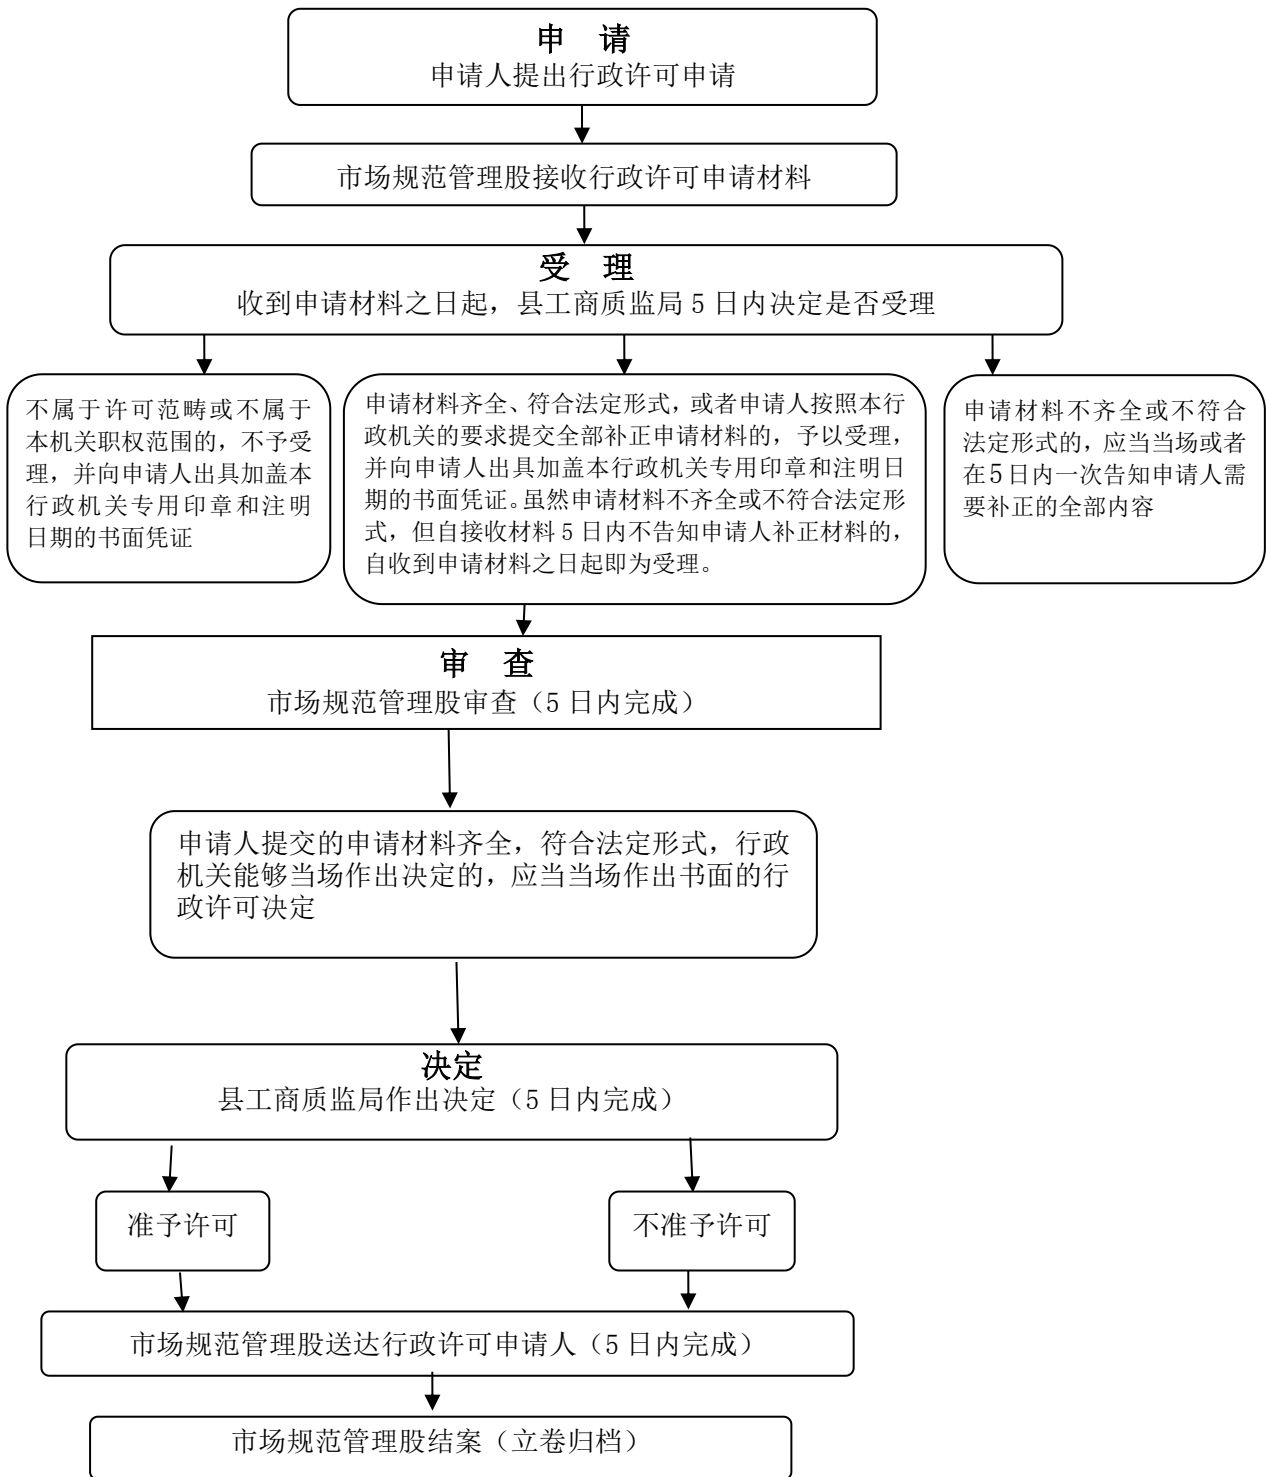 申 请
申请人提出行政许可申请
市场规范管理股接收行政许可申请材料
受 理
收到申请材料之日起，县工商质监局 5 日内决定是否受理
不属于许可范畴或不属于
本机关职权范围的，不予受
理，并向申请人出具加盖本
行政机关专用印章和注明
日期的书面凭证
申请材料齐全、符合法定形式，或者申请人按照本行
政机关的要求提交全部补正申请材料的，予以受理，
并向申请人出具加盖本行政机关专用印章和注明日
期的书面凭证。虽然申请材料不齐全或不符合法定形
式，但自接收材料 5 日内不告知申请人补正材料的，
自收到申请材料之日起即为受理。
申请材料不齐全或不符合
法定形式的，应当当场或者
在 5 日内一次告知申请人需
要补正的全部内容
审 查
市场规范管理股审查（5 日内完成）
申请人提交的申请材料齐全，符合法定形式，行政
机关能够当场作出决定的，应当当场作出书面的行
政许可决定
决定
县工商质监局作出决定（5 日内完成）
准予许可
不准予许可
市场规范管理股送达行政许可申请人（5 日内完成）
市场规范管理股结案（立卷归档）